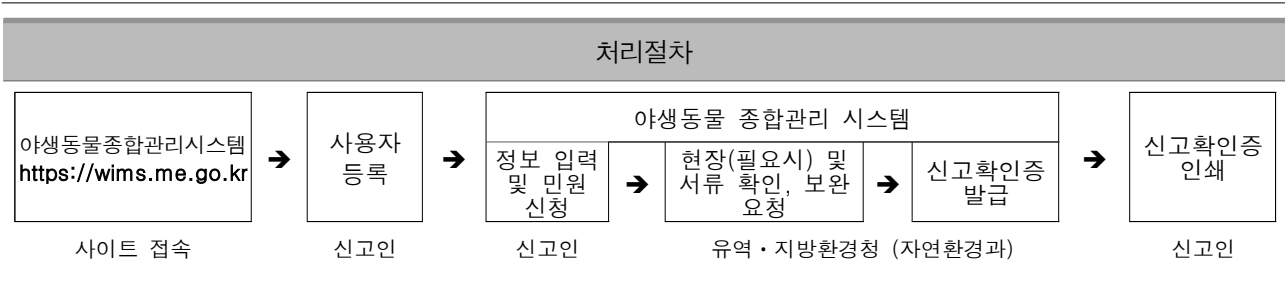 처리절차
야생동물종합관리시스템
https://wims.me.go.kr
➔
사용자
등록
➔
야생동물 종합관리 시스템
정보 입력
및 민원
신청
➔
현장(필요시) 및
서류 확인, 보완
요청
➔
신고확인증
발급
➔
신고확인증
인쇄
사이트 접속
신고인
신고인
유역・지방환경청 (자연환경과)
신고인